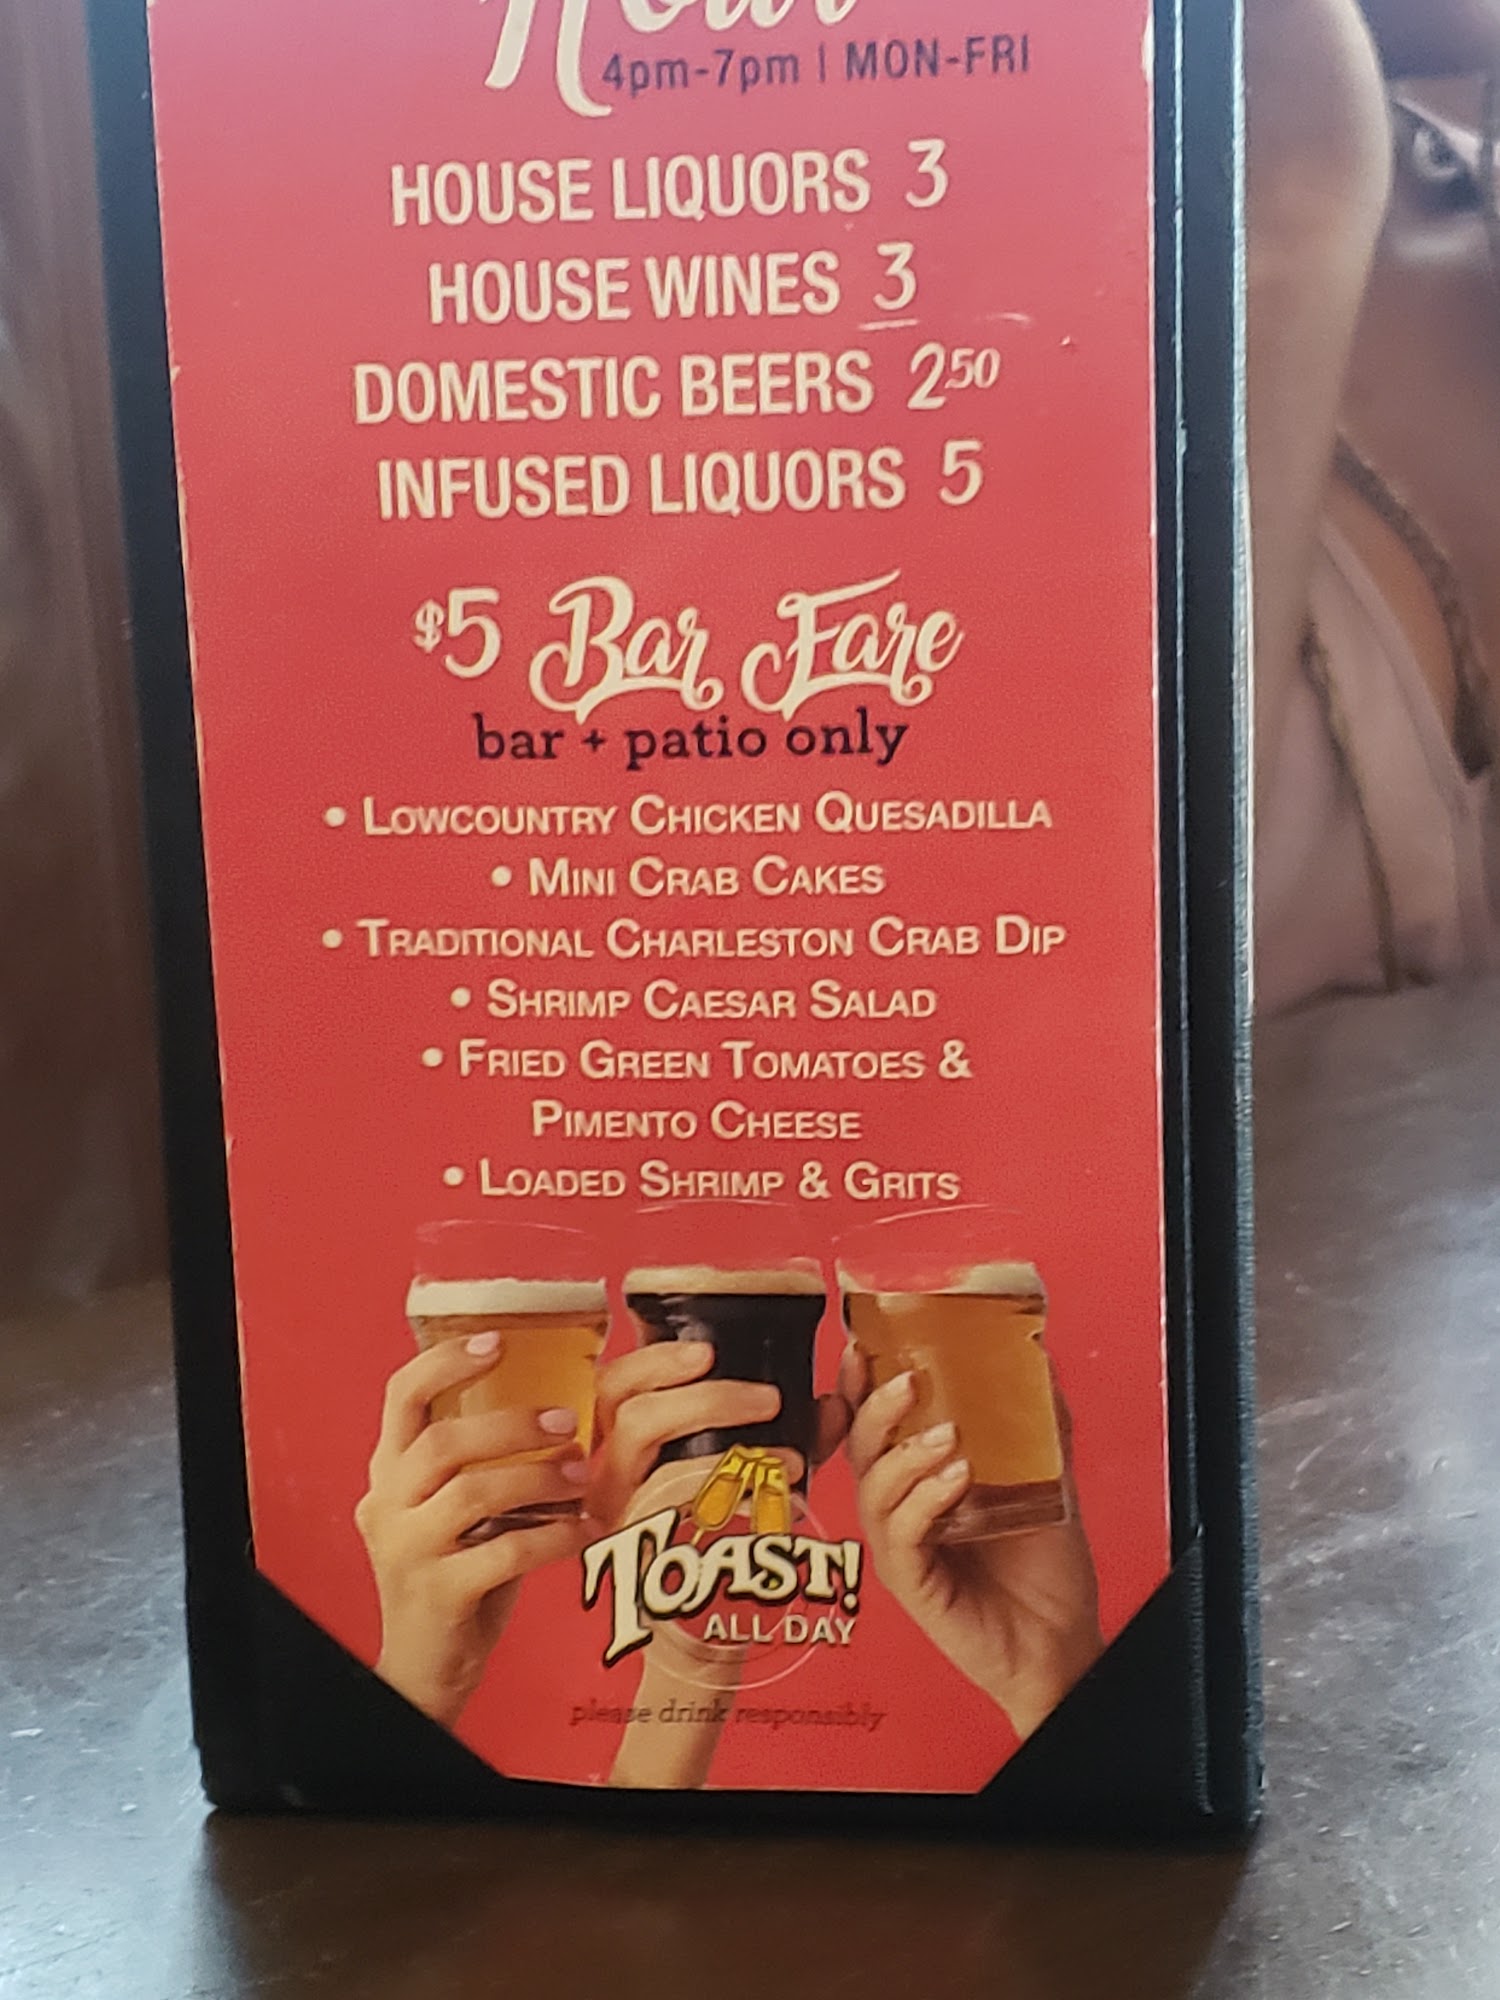 Hour
4pm-7pm | MON-FRI
HOUSE LIQUORS 3
HOUSE WINES 3
DOMESTIC BEERS 2⁵⁰
INFUSED LIQUORS 5
$5 Bar Fare
bar + patio only
• LOWCOUNTRY CHICKEN QUESADILLA
• MINI CRAB CAKES
• TRADITIONAL CHARLESTON CRAB DIP
• SHRIMP CAESAR SALAD
• FRIED GREEN TOMATOES &
PIMENTO CHEESE
• LOADED SHRIMP & GRITS
TOAST!
ALL DAY
please drink responsibly